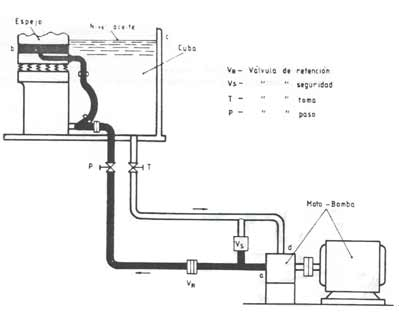 Espejo
Nivel aceite
b
c
Cuba
VR – Válvula de retención
Vs – " " seguridad
T – " " toma
P – " " paso
P
T
Moto-Bomba
Vs
d
a
VR